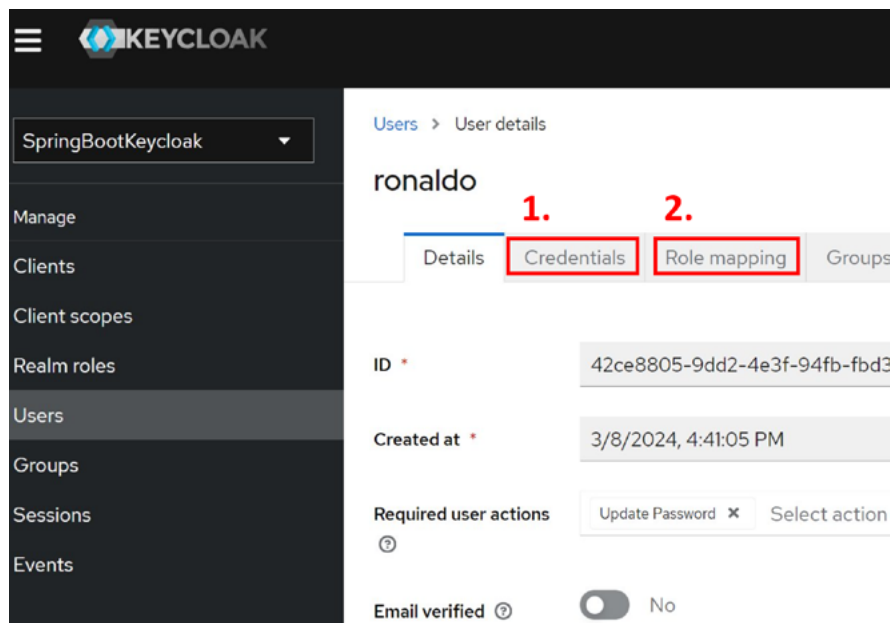 KEYCLOAK
SpringBootKeycloak
Manage
Clients
Client scopes
Realm roles
Users
Groups
Sessions
Events
Users > User details
ronaldo
1. 2.
Details Credentials Role mapping Groups
ID *
42ce8805-9dd2-4e3f-94fb-fbd3
Created at *
3/8/2024, 4:41:05 PM
Required user actions
Update Password × Select action
Email verified
No